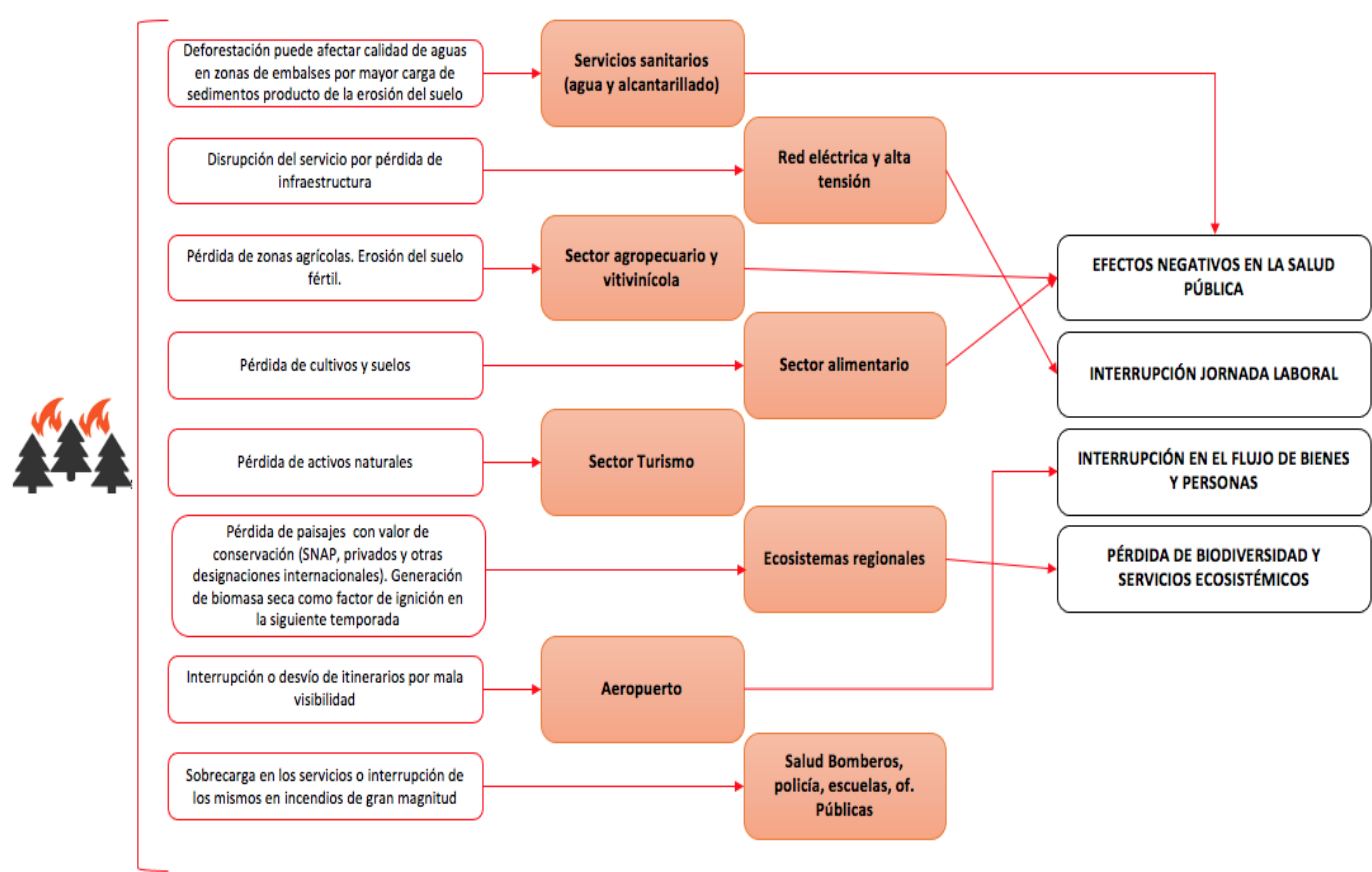 Deforestación puede afectar calidad de aguas
en zonas de embalses por mayor carga de
sedimentos producto de la erosión del suelo
Servicios sanitarios
(agua y alcantarillado)
Disrupción del servicio por pérdida de
infraestructura
Red eléctrica y alta
tensión
Pérdida de zonas agrícolas. Erosión del suelo
fértil.
Sector agropecuario y
vitivinícola
EFECTOS NEGATIVOS EN LA SALUD
PÚBLICA
Pérdida de cultivos y suelos
Sector alimentario
INTERRUPCIÓN JORNADA LABORAL
Pérdida de activos naturales
Sector Turismo
INTERRUPCIÓN EN EL FLUJO DE BIENES
Y PERSONAS
Pérdida de paisajes con valor de
conservación (SNAP, privados y otras
designaciones internacionales). Generación
de biomasa seca como factor de ignición en
la siguiente temporada
Ecosistemas regionales
PÉRDIDA DE BIODIVERSIDAD Y
SERVICIOS ECOSISTÉMICOS
Interrupción o desvío de itinerarios por mala
visibilidad
Aeropuerto
Sobrecarga en los servicios o interrupción de
los mismos en incendios de gran magnitud
Salud Bomberos,
policía, escuelas, of.
Públicas